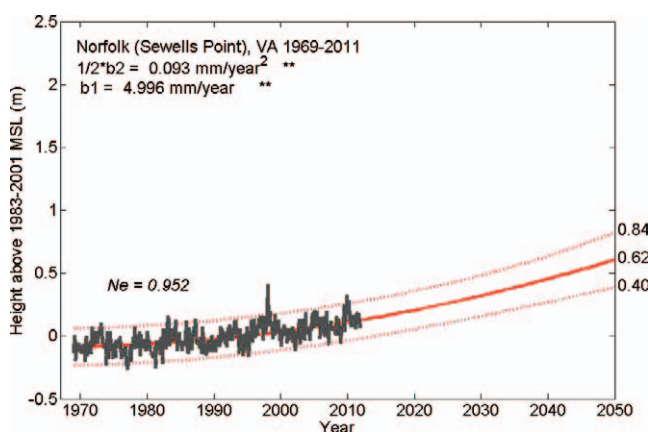 2.5
2
1.5
1
0.5
0
-0.5
Height above 1983-2001 MSL (m)
Norfolk (Sewells Point), VA 1969-2011
1/2*b2 = 0.093 mm/year² **
b1 = 4.996 mm/year **
Ne = 0.952
0.84
0.62
0.40
1970 1980 1990 2000 2010 2020 2030 2040 2050
Year